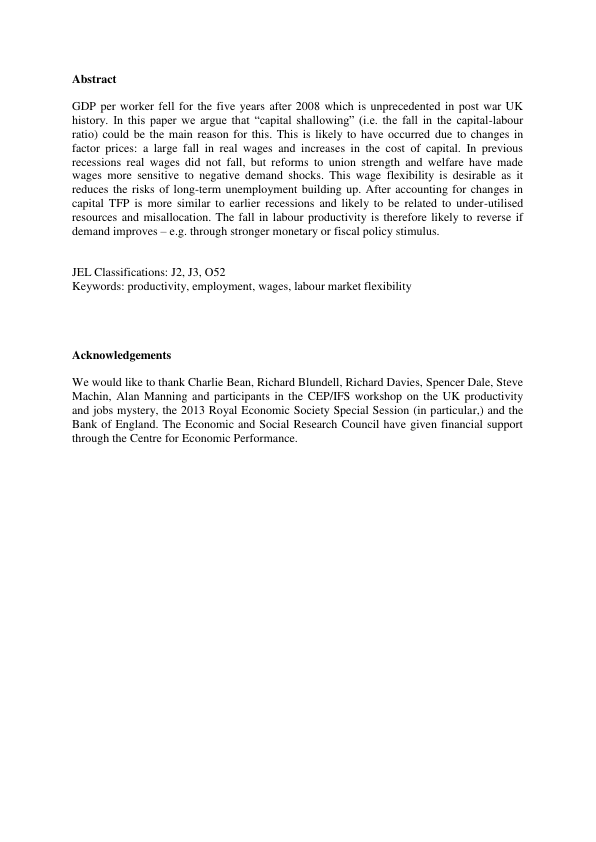 Abstract
GDP per worker fell for the five years after 2008 which is unprecedented in post war UK
history. In this paper we argue that “capital shallowing” (i.e. the fall in the capital-labour
ratio) could be the main reason for this. This is likely to have occurred due to changes in
factor prices: a large fall in real wages and increases in the cost of capital. In previous
recessions real wages did not fall, but reforms to union strength and welfare have made
wages more sensitive to negative demand shocks. This wage flexibility is desirable as it
reduces the risks of long-term unemployment building up. After accounting for changes in
capital TFP is more similar to earlier recessions and likely to be related to under-utilised
resources and misallocation. The fall in labour productivity is therefore likely to reverse if
demand improves – e.g. through stronger monetary or fiscal policy stimulus.
JEL Classifications: J2, J3, O52
Keywords: productivity, employment, wages, labour market flexibility
Acknowledgements
We would like to thank Charlie Bean, Richard Blundell, Richard Davies, Spencer Dale, Steve
Machin, Alan Manning and participants in the CEP/IFS workshop on the UK productivity
and jobs mystery, the 2013 Royal Economic Society Special Session (in particular,) and the
Bank of England. The Economic and Social Research Council have given financial support
through the Centre for Economic Performance.